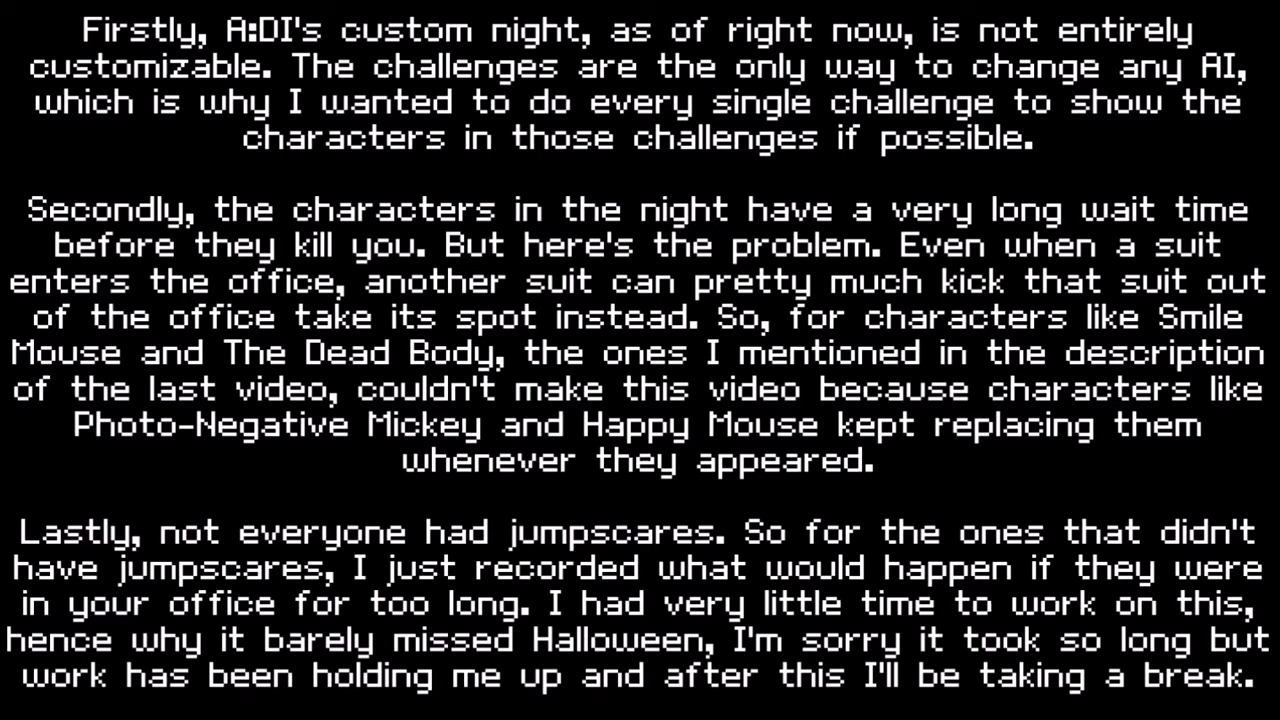 Firstly, A:DI's custom night, as of right now, is not entirely
customizable. The challenges are the only way to change any AI,
which is why I wanted to do every single challenge to show the
characters in those challenges if possible.
Secondly, the characters in the night have a very long wait time
before they kill you. But here's the problem. Even when a suit
enters the office, another suit can pretty much kick that suit out
of the office take its spot instead. So, for characters like Smile
Mouse and The Dead Body, the ones I mentioned in the description
of the last video, couldn't make this video because characters like
Photo-Negative Mickey and Happy Mouse kept replacing them
whenever they appeared.
Lastly, not everyone had jumpscares. So for the ones that didn't
have jumpscares, I just recorded what would happen if they were
in your office for too long. I had very little time to work on this,
hence why it barely missed Halloween, I'm sorry it took so long but
work has been holding me up and after this I'll be taking a break.